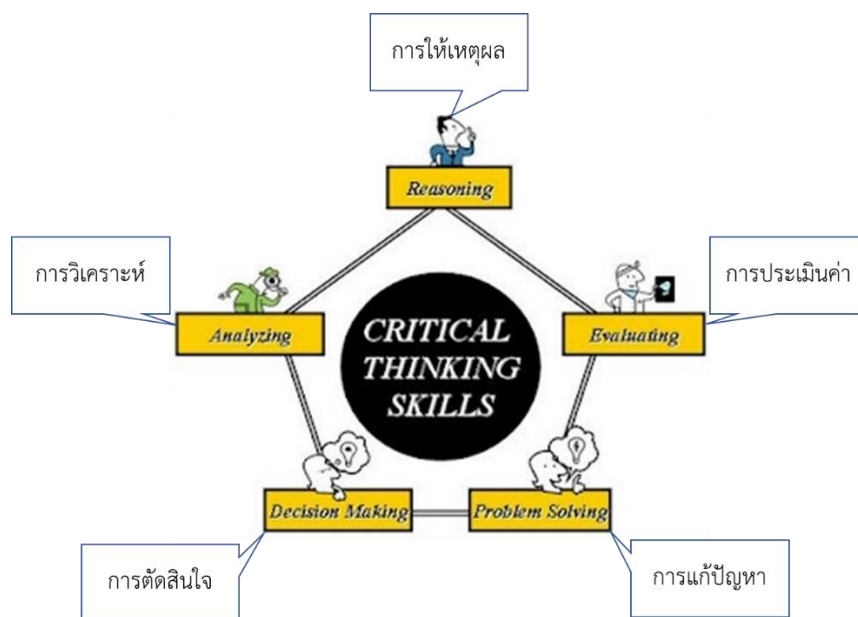 การให้เหตุผล
Reasoning
การวิเคราะห์
การประเมินค่า
Analyzing
Evaluating
CRITICAL
THINKING
SKILLS
Decision Making
Problem Solving
การตัดสินใจ
การแก้ปัญหา